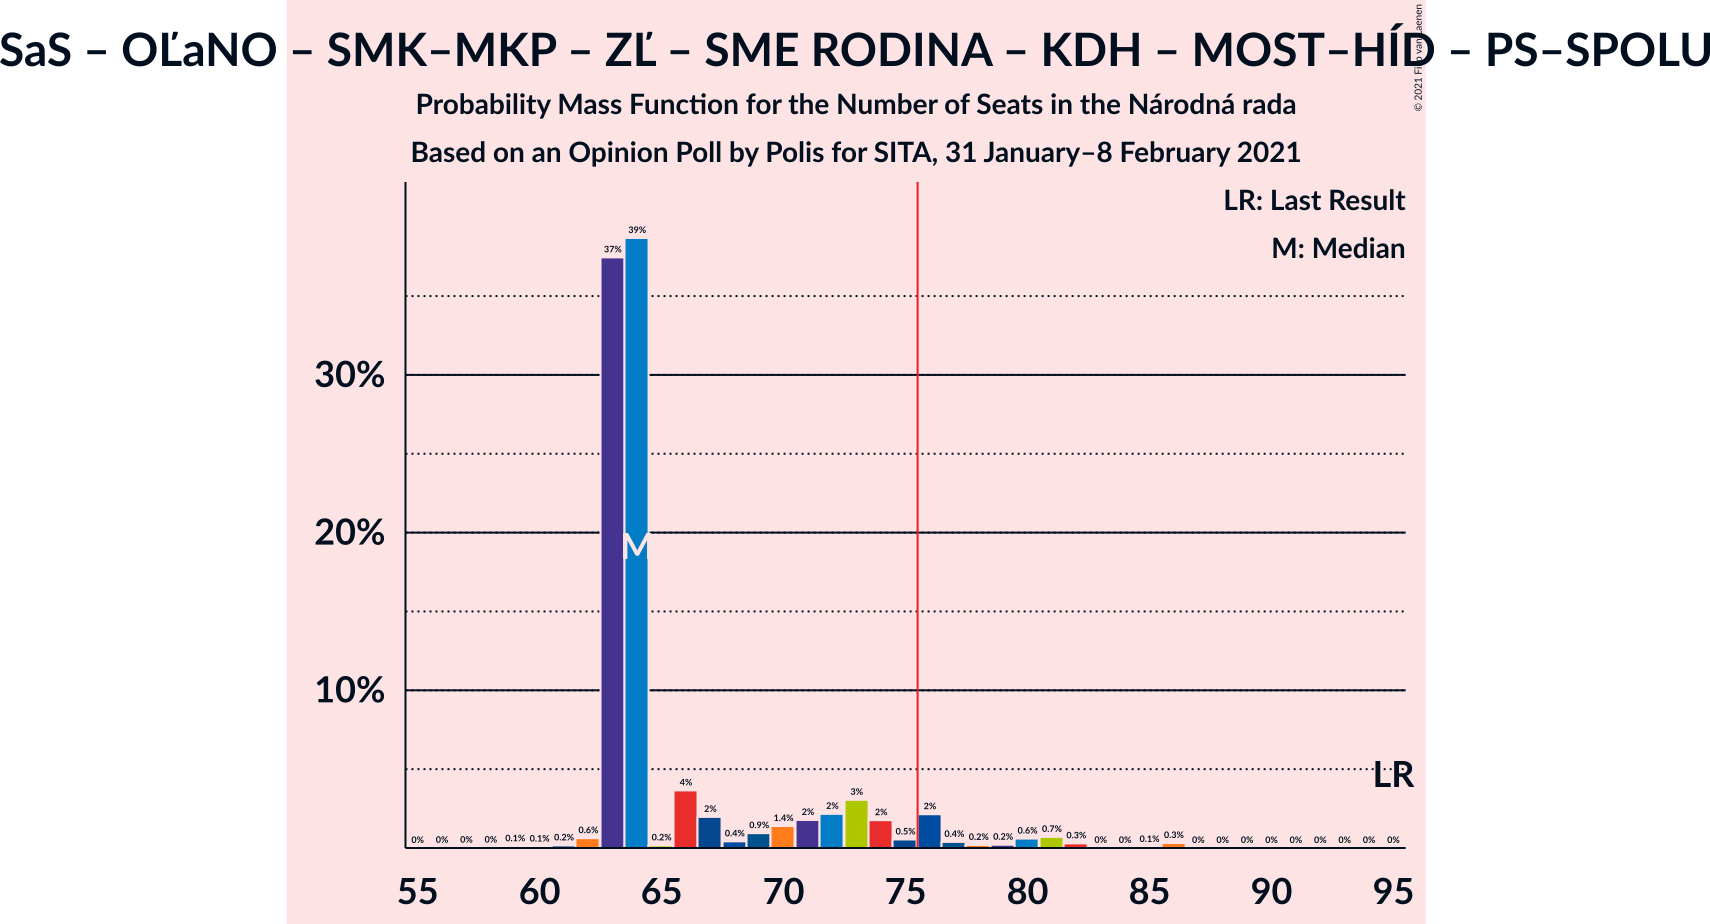 SaS – OĽaNO – SMK–MKP – ZĽ – SME RODINA – KDH – MOST–HÍD – PS–SPOLU
© 2021 Filip van Laenen
Probability Mass Function for the Number of Seats in the Národná rada
Based on an Opinion Poll by Polis for SITA, 31 January–8 February 2021
LR: Last Result
M: Median
39%
37%
30%
20%
M
10%
LR
0% 0% 0% 0% 0.1% 0.1% 0.2% 0.6% 0.2% 4% 2% 0.4% 0.9% 1.4% 2% 2% 3% 2% 0.5% 2% 0.4% 0.2% 0.2% 0.6% 0.7% 0.3% 0% 0% 0.1% 0.3% 0% 0% 0% 0% 0% 0% 0% 0% 0%
55 60 65 70 75 80 85 90 95